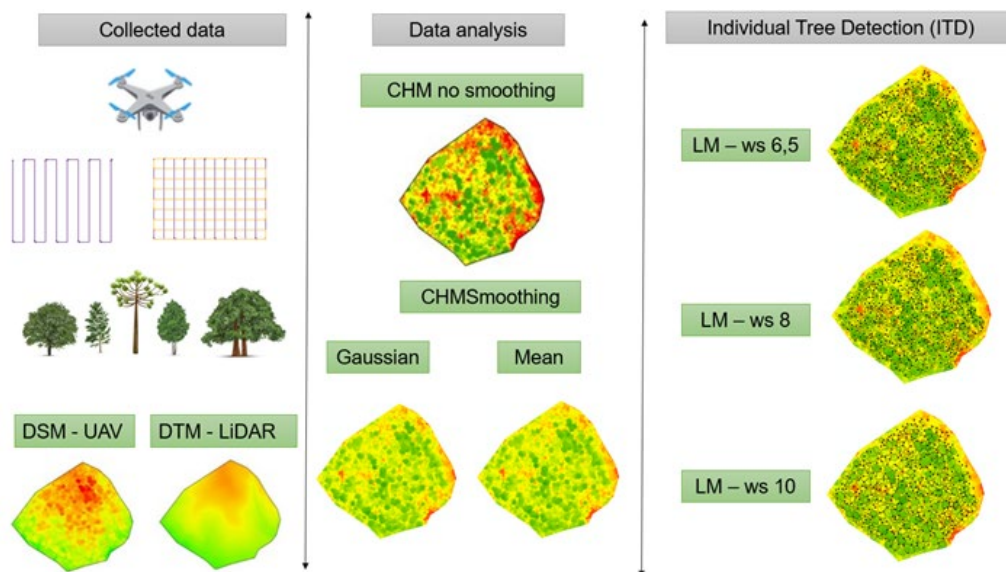 Collected data
DSM - UAV
DTM - LiDAR
Data analysis
CHM no smoothing
CHMSmoothing
Gaussian
Mean
Individual Tree Detection (ITD)
LM – ws 6,5
LM – ws 8
LM – ws 10